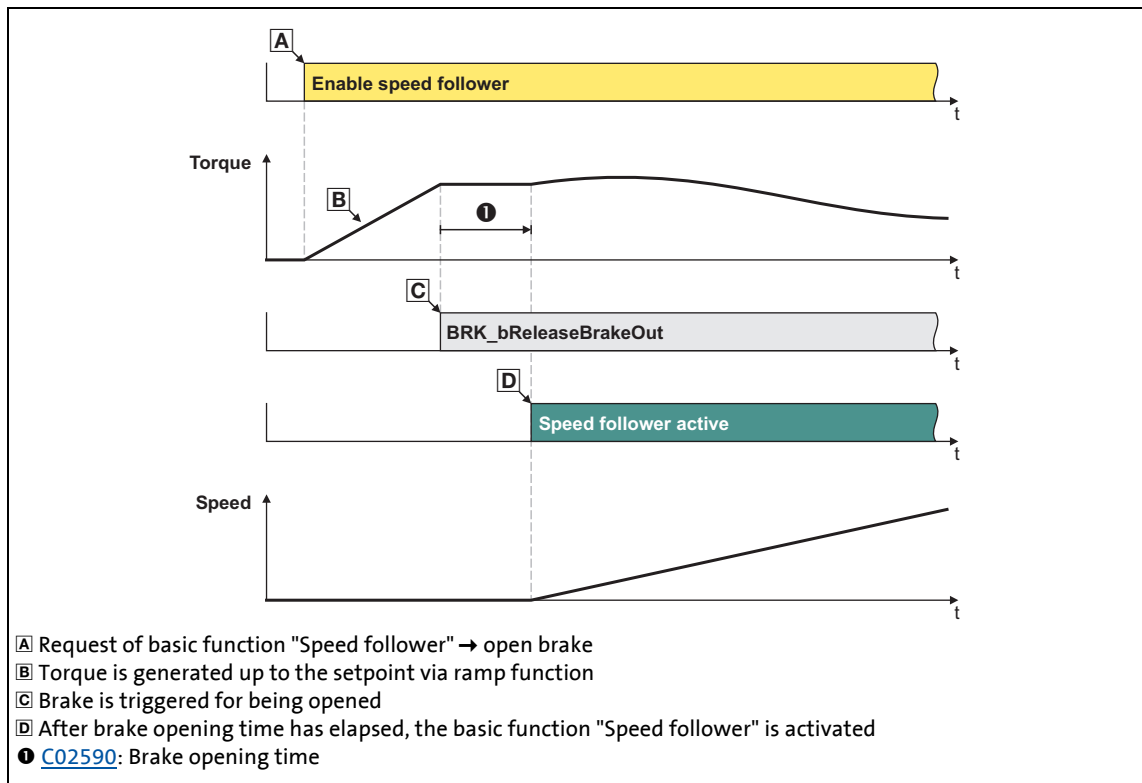 A
Enable speed follower
t
Torque
B
❶
t
C
BRK_bReleaseBrakeOut
t
D
Speed follower active
t
Speed
t
A Request of basic function "Speed follower" → open brake
B Torque is generated up to the setpoint via ramp function
C Brake is triggered for being opened
D After brake opening time has elapsed, the basic function "Speed follower" is activated
❶ C02590: Brake opening time